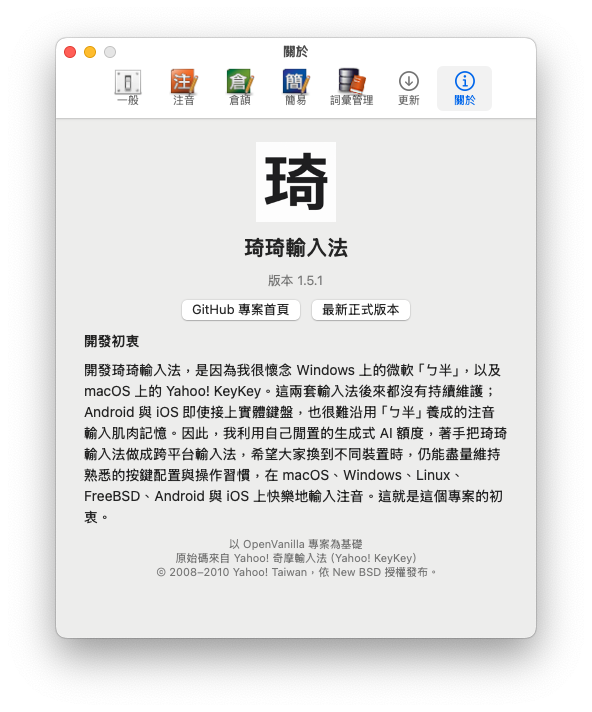 關於
注
倉
簡
一般
注音
倉頡
簡易
詞彙管理
更新
關於
琦
琦琦輸入法
版本 1.5.1
GitHub 專案首頁
最新正式版本
開發初衷
開發琦琦輸入法，是因為我很懷念 Windows 上的微軟「ㄅ半」，以及
macOS 上的 Yahoo! KeyKey。這兩套輸入法後來都沒有持續維護；
Android 與 iOS 即使接上實體鍵盤，也很難沿用「ㄅ半」養成的注音
輸入肌肉記憶。因此，我利用自己閒置的生成式 AI 額度，著手把琦琦
輸入法做成跨平台輸入法，希望大家換到不同裝置時，仍能盡量維持
熟悉的按鍵配置與操作習慣，在 macOS、Windows、Linux、
FreeBSD、Android 與 iOS 上快樂地輸入注音。這就是這個專案的初
衷。
以 OpenVanilla 專案為基礎
原始碼來自 Yahoo! 奇摩輸入法 (Yahoo! KeyKey)
© 2008–2010 Yahoo! Taiwan，依 New BSD 授權發布。